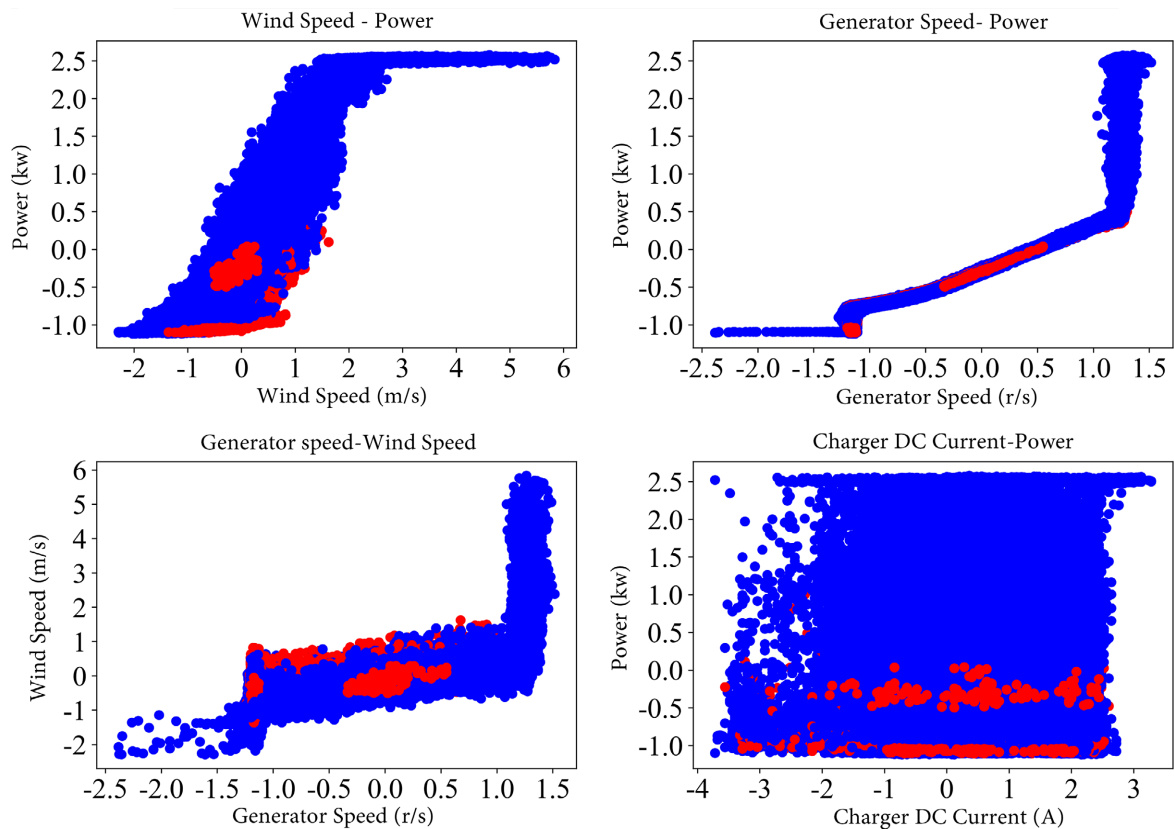 Wind Speed - Power
2.5
2.0
1.5
1.0
0.5
0.0
-0.5
-1.0
Power (kw)
-2 -1 0 1 2 3 4 5 6
Wind Speed (m/s)
Generator Speed- Power
2.5
2.0
1.5
1.0
0.5
0.0
-0.5
-1.0
Power (kw)
-2.5 -2.0 -1.5 -1.0 -0.5 0.0 0.5 1.0 1.5
Generator Speed (r/s)
Generator speed-Wind Speed
6
5
4
3
2
1
0
-1
-2
Wind Speed (m/s)
-2.5 -2.0 -1.5 -1.0 -0.5 0.0 0.5 1.0 1.5
Generator Speed (r/s)
Charger DC Current-Power
2.5
2.0
1.5
1.0
0.5
0.0
-0.5
-1.0
Power (kw)
-4 -3 -2 -1 0 1 2 3
Charger DC Current (A)